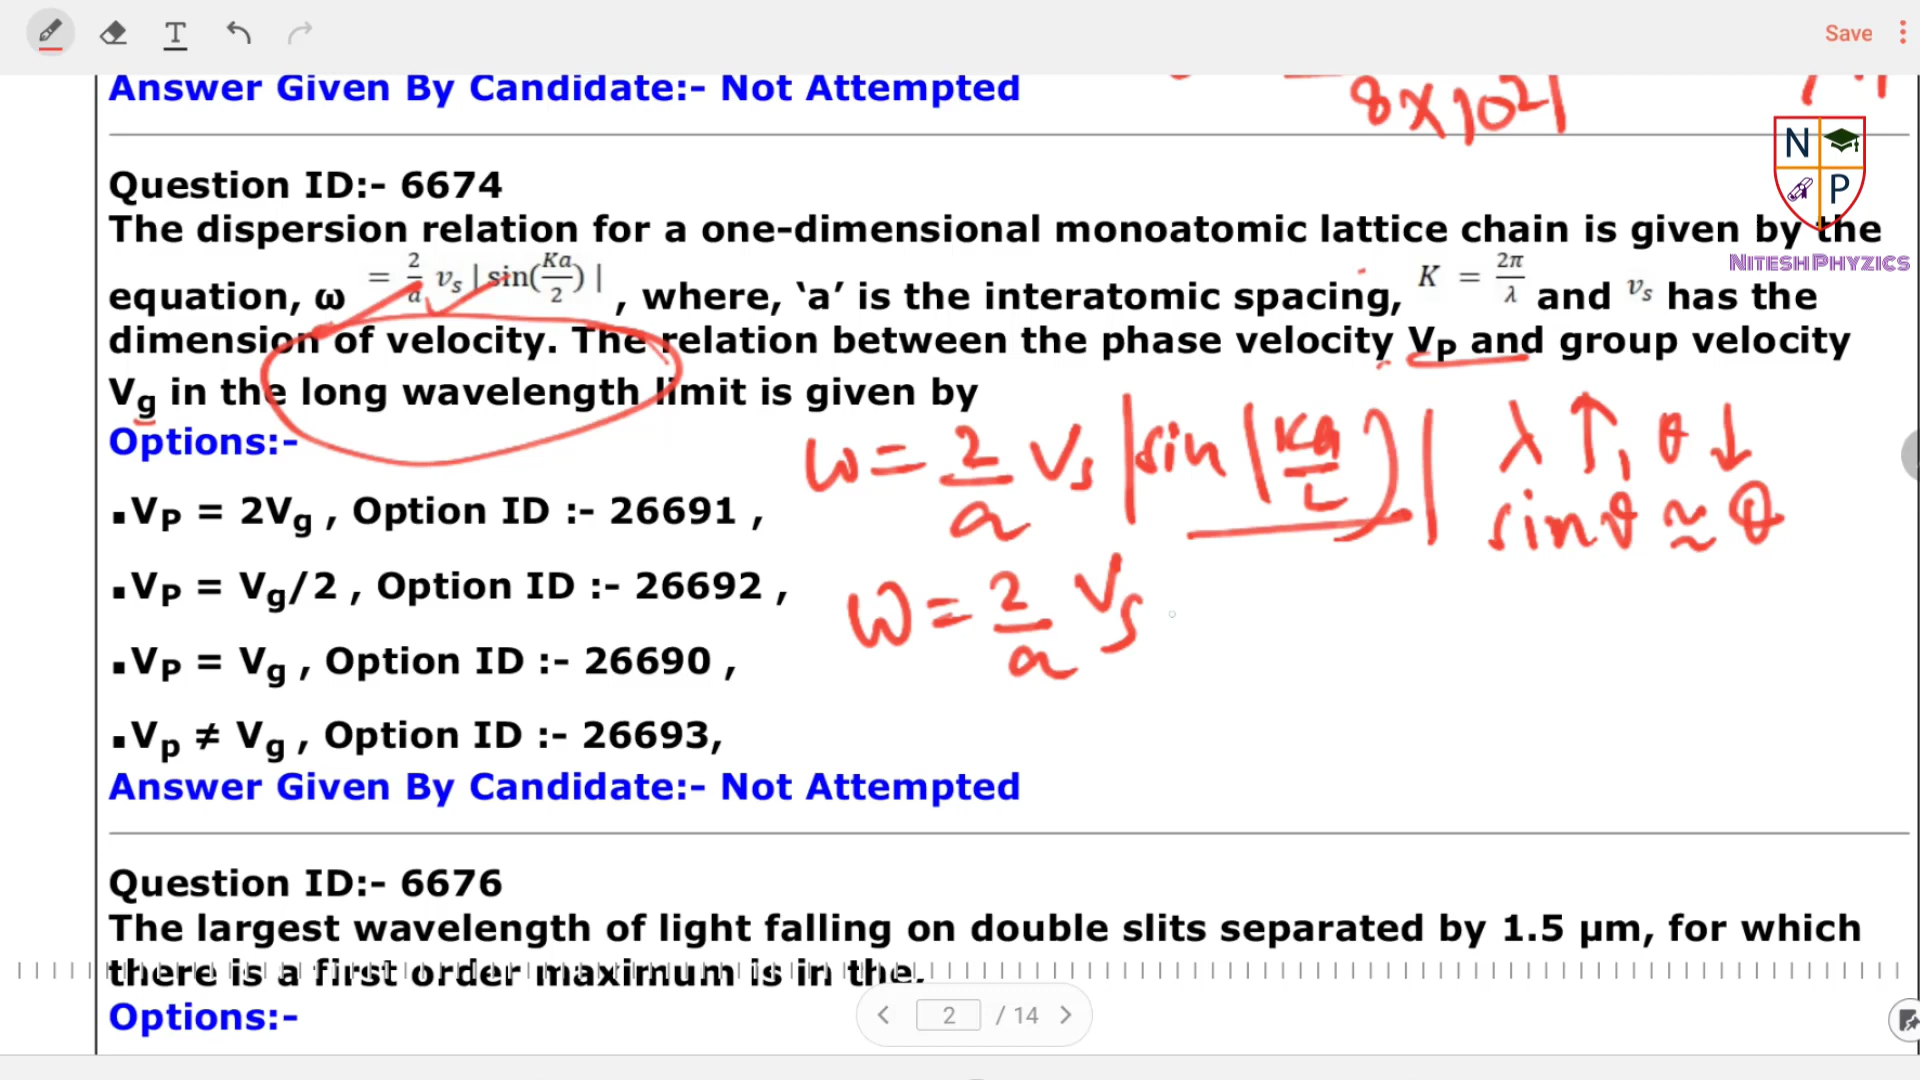 Save
Answer Given By Candidate:- Not Attempted
8×10²¹
N P
NITESH PHYZICS
Question ID:- 6674
The dispersion relation for a one-dimensional monoatomic lattice chain is given by the
equation, ω = 2/a vₛ | sin(Ka/2) | , where, ‘a’ is the interatomic spacing, K = 2π/λ and vₛ has the
dimension of velocity. The relation between the phase velocity VP and group velocity
Vg in the long wavelength limit is given by
Options:-
ω = 2/a Vs |sin(Ka/2)| λ↑, θ↓
sinθ ≃ θ
▪VP = 2Vg , Option ID :- 26691 ,
▪VP = Vg/2 , Option ID :- 26692 ,
ω = 2/a Vs
▪VP = Vg , Option ID :- 26690 ,
▪Vp ≠ Vg , Option ID :- 26693,
Answer Given By Candidate:- Not Attempted
Question ID:- 6676
The largest wavelength of light falling on double slits separated by 1.5 µm, for which
there is a first order maximum is in the.
Options:-
2 / 14